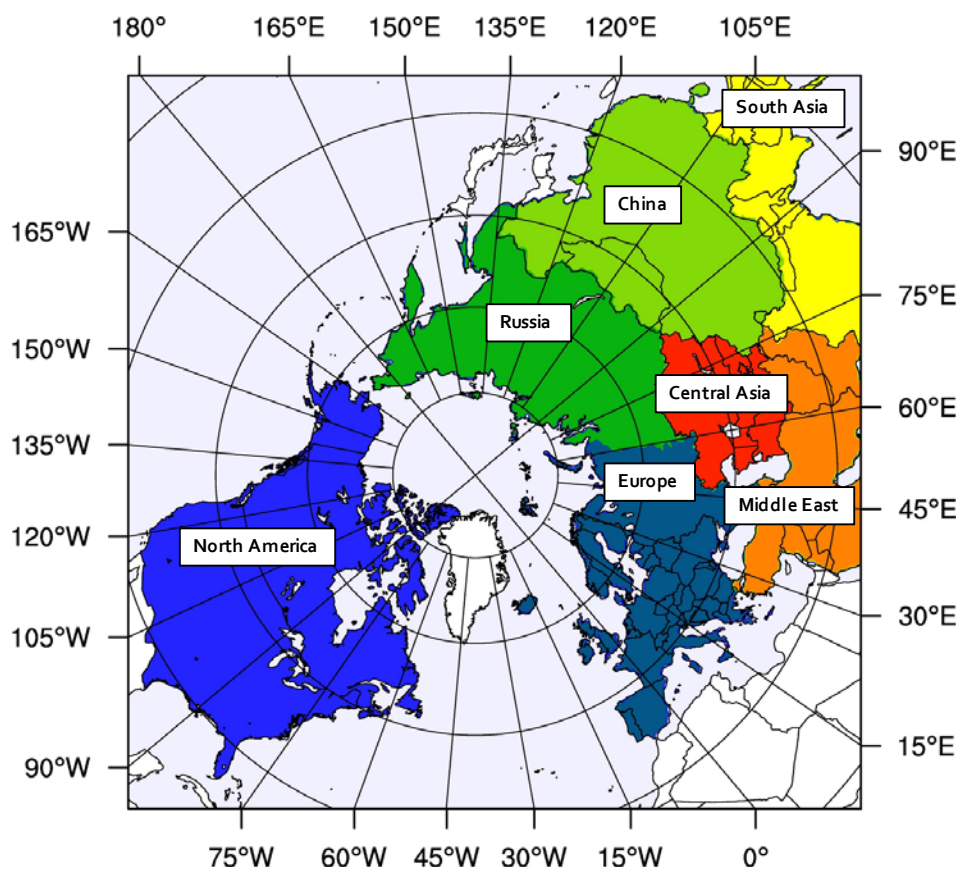 180° 165°E 150°E 135°E 120°E 105°E
South Asia
90°E
China
165°W
75°E
Russia
150°W
Central Asia
60°E
135°W
Europe
Middle East
45°E
120°W
North America
30°E
105°W
15°E
90°W
75°W 60°W 45°W 30°W 15°W 0°